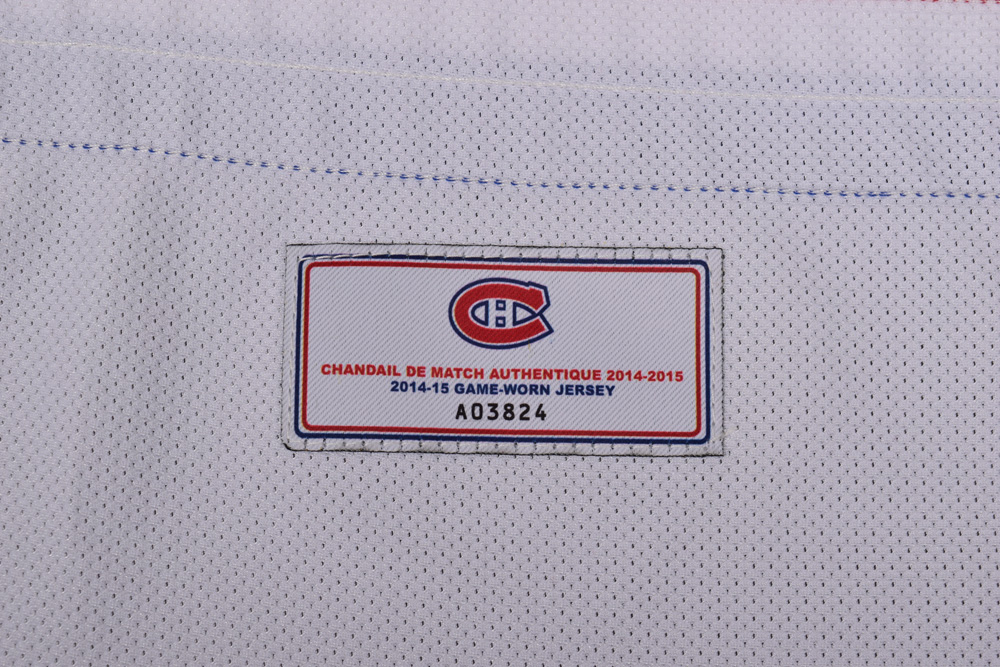 CHANDAIL DE MATCH AUTHENTIQUE 2014-2015
2014-15 GAME-WORN JERSEY
A03824